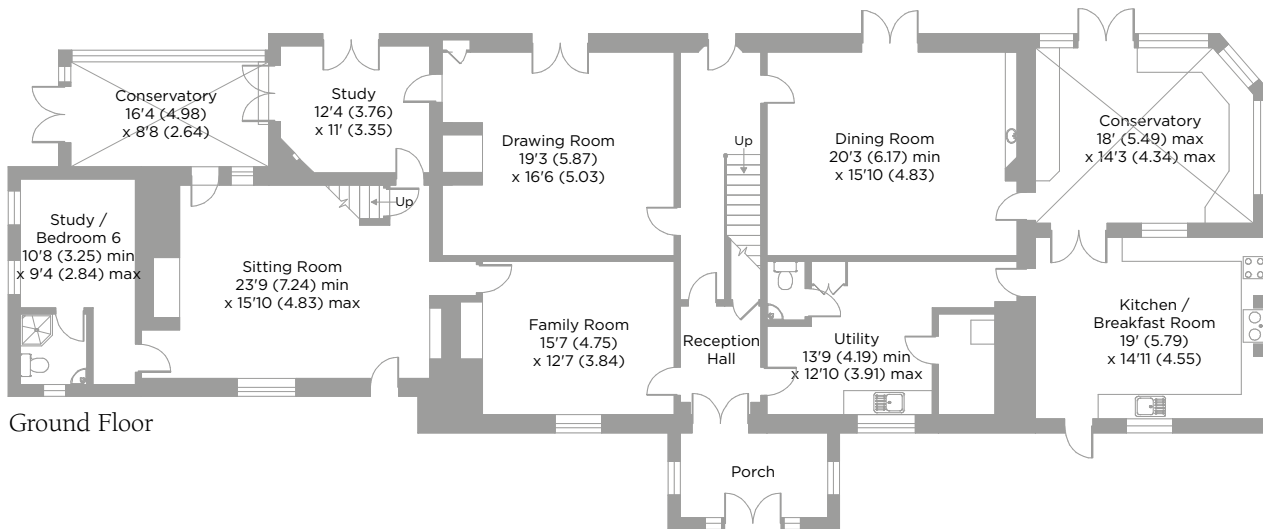 Conservatory
16'4 (4.98)
x 8'8 (2.64)
Study
12'4 (3.76)
x 11' (3.35)
Drawing Room
19'3 (5.87)
x 16'6 (5.03)
Up
Dining Room
20'3 (6.17) min
x 15'10 (4.83)
Conservatory
18' (5.49) max
x 14'3 (4.34) max
Study /
Bedroom 6
10'8 (3.25) min
x 9'4 (2.84) max
Up
Sitting Room
23'9 (7.24) min
x 15'10 (4.83) max
Family Room
15'7 (4.75)
x 12'7 (3.84)
Reception
Hall
Utility
13'9 (4.19) min
x 12'10 (3.91) max
Kitchen /
Breakfast Room
19' (5.79)
x 14'11 (4.55)
Ground Floor
Porch